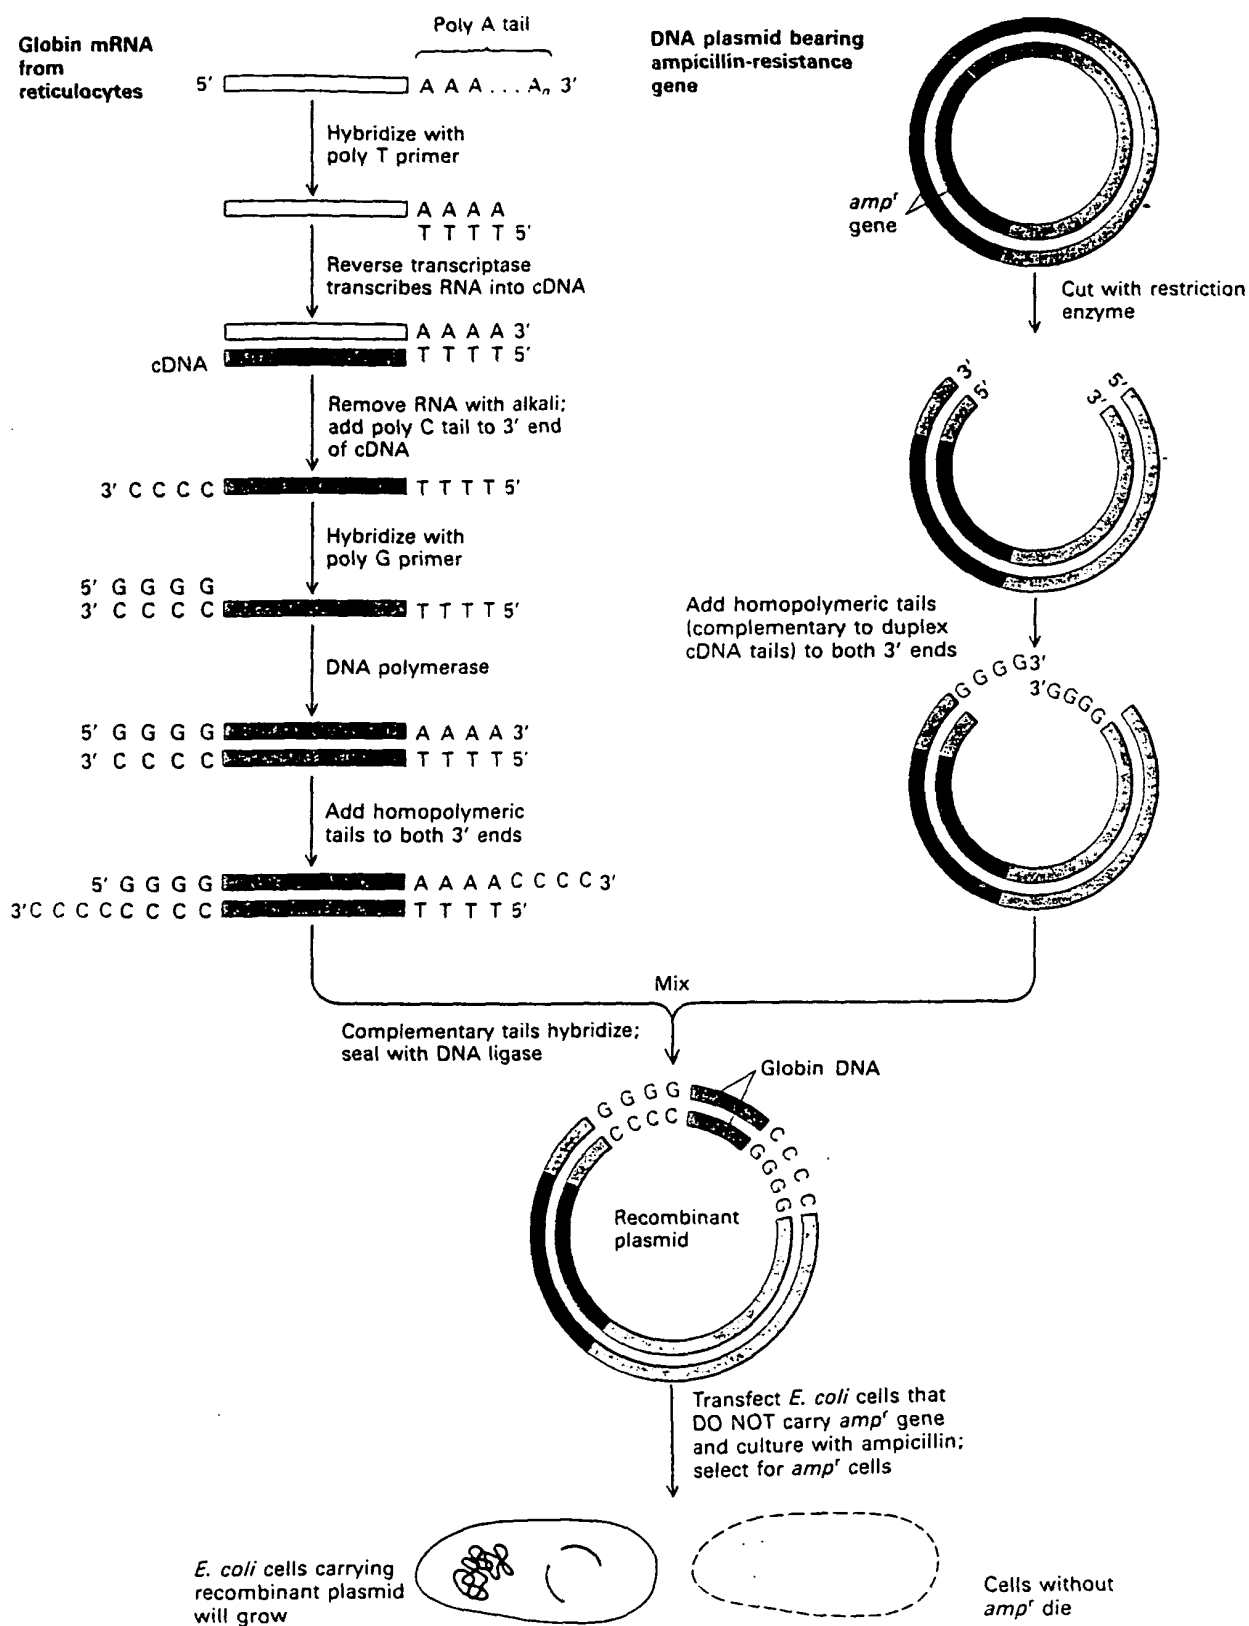 Globin mRNA
from
reticulocytes
Poly A tail
5′ A A A . . . Aₙ 3′
Hybridize with
poly T primer
A A A A
T T T T 5′
Reverse transcriptase
transcribes RNA into cDNA
A A A A 3′
cDNA T T T T 5′
Remove RNA with alkali;
add poly C tail to 3′ end
of cDNA
3′ C C C C T T T T 5′
Hybridize with
poly G primer
5′ G G G G
3′ C C C C T T T T 5′
DNA polymerase
5′ G G G G A A A A 3′
3′ C C C C T T T T 5′
Add homopolymeric
tails to both 3′ ends
5′ G G G G A A A A C C C C 3′
3′ C C C C C C C C T T T T 5′
DNA plasmid bearing
ampicillin-resistance
gene
ampʳ
gene
Cut with restriction
enzyme
3′
5′
5′
3′
Add homopolymeric tails
(complementary to duplex
cDNA tails) to both 3′ ends
G G G G 3′
3′ G G G G
Mix
Complementary tails hybridize;
seal with DNA ligase
Globin DNA
G G G G
C C C C
C C C C
G G G G
Recombinant
plasmid
Transfect E. coli cells that
DO NOT carry ampʳ gene
and culture with ampicillin;
select for ampʳ cells
E. coli cells carrying
recombinant plasmid
will grow
Cells without
ampʳ die